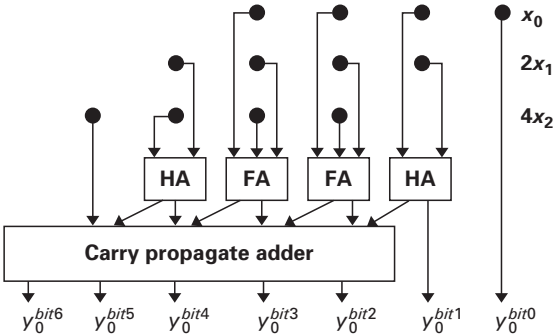 x₀
2x₁
4x₂
HA FA FA HA
Carry propagate adder
y₀ᵇⁱᵗ⁶ y₀ᵇⁱᵗ⁵ y₀ᵇⁱᵗ⁴ y₀ᵇⁱᵗ³ y₀ᵇⁱᵗ² y₀ᵇⁱᵗ¹ y₀ᵇⁱᵗ⁰